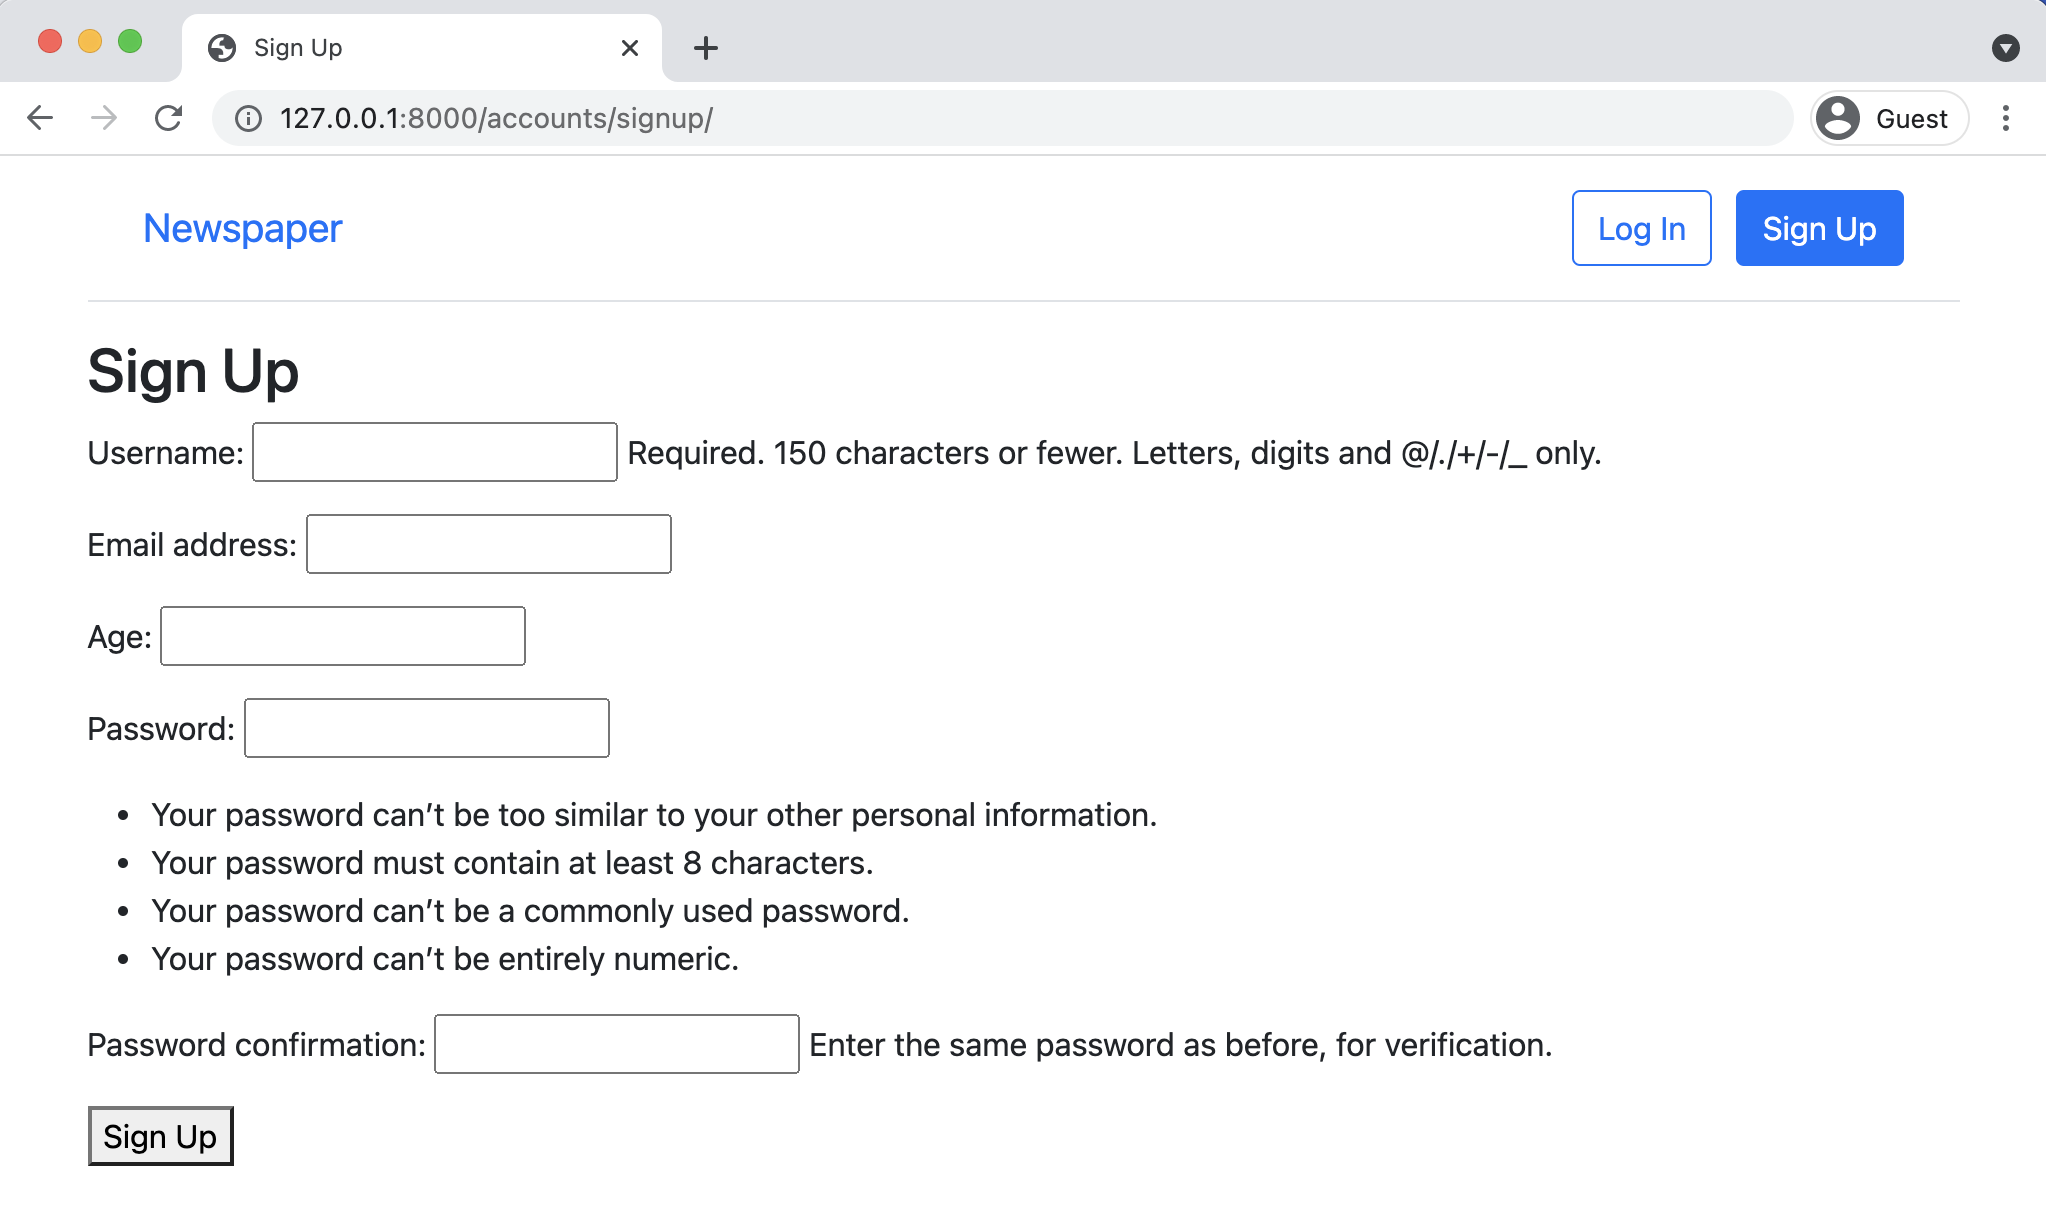 Sign Up
127.0.0.1:8000/accounts/signup/
Guest
Newspaper
Log In
Sign Up
Sign Up
Username:
Required. 150 characters or fewer. Letters, digits and @/./+/-/_ only.
Email address:
Age:
Password:
• Your password can’t be too similar to your other personal information.
• Your password must contain at least 8 characters.
• Your password can’t be a commonly used password.
• Your password can’t be entirely numeric.
Password confirmation:
Enter the same password as before, for verification.
Sign Up